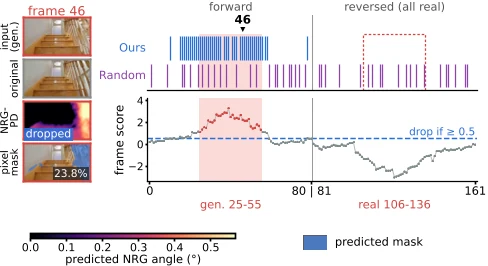 frame 46
input
(gen.)
original
NRG-
PD
dropped
pixel
mask
23.8%
forward
reversed (all real)
46
Ours
Random
frame score
4
2
0
−2
drop if ≥ 0.5
0
80
81
161
gen. 25-55
real 106-136
0.0 0.1 0.2 0.3 0.4 0.5
predicted NRG angle (°)
predicted mask